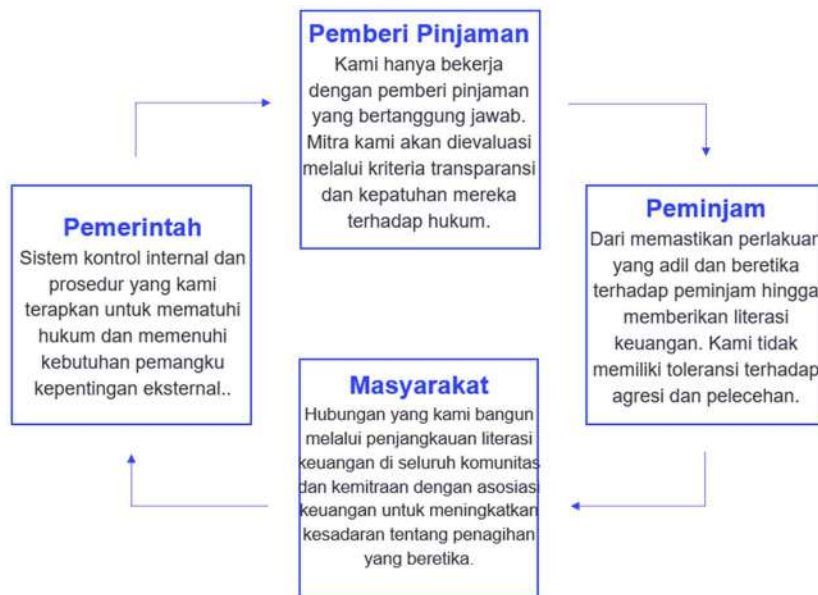 Pemberi Pinjaman
Kami hanya bekerja
dengan pemberi pinjaman
yang bertanggung jawab.
Mitra kami akan dievaluasi
melalui kriteria transparansi
dan kepatuhan mereka
terhadap hukum.
Peminjam
Dari memastikan perlakuan
yang adil dan beretika
terhadap peminjam hingga
memberikan literasi
keuangan. Kami tidak
memiliki toleransi terhadap
agresi dan pelecehan.
Masyarakat
Hubungan yang kami bangun
melalui penjangkauan literasi
keuangan di seluruh komunitas
dan kemitraan dengan asosiasi
keuangan untuk meningkatkan
kesadaran tentang penagihan
yang beretika.
Pemerintah
Sistem kontrol internal dan
prosedur yang kami
terapkan untuk mematuhi
hukum dan memenuhi
kebutuhan pemangku
kepentingan eksternal..